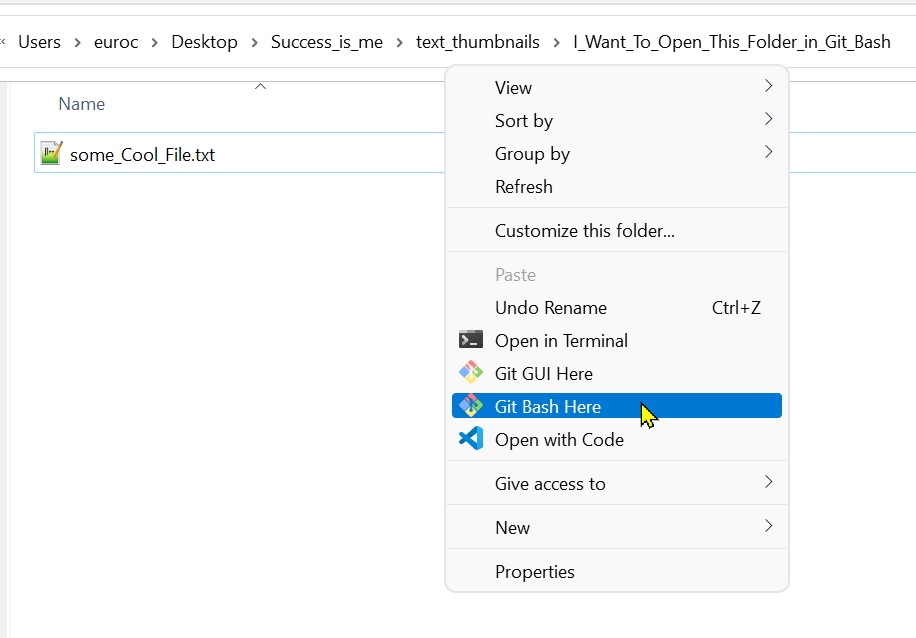 Users > euroc > Desktop > Success_is_me > text_thumbnails > I_Want_To_Open_This_Folder_in_Git_Bash
Name
some_Cool_File.txt
View
Sort by
Group by
Refresh
Customize this folder...
Paste
Undo Rename Ctrl+Z
Open in Terminal
Git GUI Here
Git Bash Here
Open with Code
Give access to
New
Properties